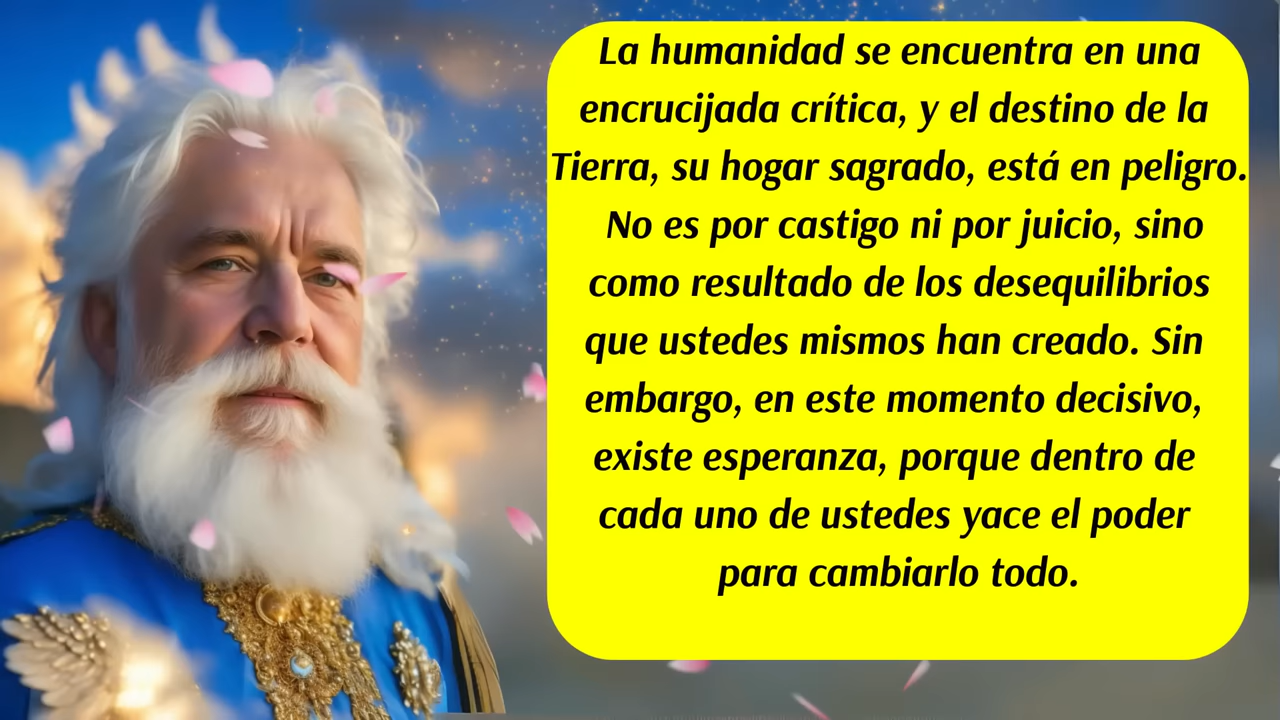 La humanidad se encuentra en una
encrucijada crítica, y el destino de la
Tierra, su hogar sagrado, está en peligro.
No es por castigo ni por juicio, sino
como resultado de los desequilibrios
que ustedes mismos han creado. Sin
embargo, en este momento decisivo,
existe esperanza, porque dentro de
cada uno de ustedes yace el poder
para cambiarlo todo.